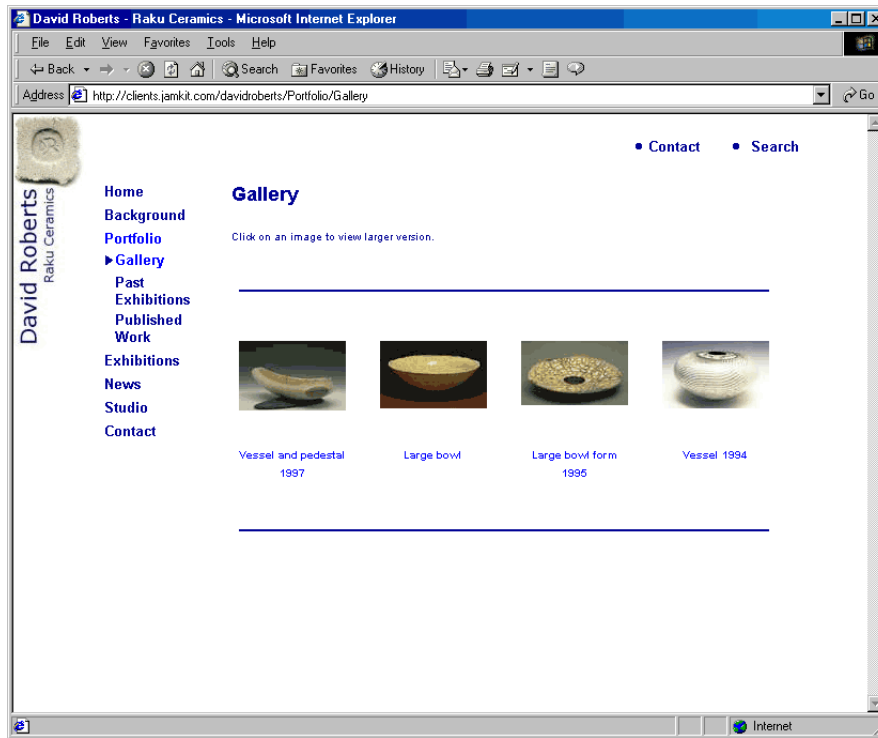 David Roberts - Raku Ceramics - Microsoft Internet Explorer
File Edit View Favorites Tools Help
Back Search Favorites History
Address http://clients.jamkit.com/davidroberts/Portfolio/Gallery Go
David Roberts
Raku Ceramics
Contact Search
Home
Background
Portfolio
Gallery
Past
Exhibitions
Published
Work
Exhibitions
News
Studio
Contact
Gallery
Click on an image to view larger version.
Vessel and pedestal
1997
Large bowl
Large bowl form
1995
Vessel 1994
Internet